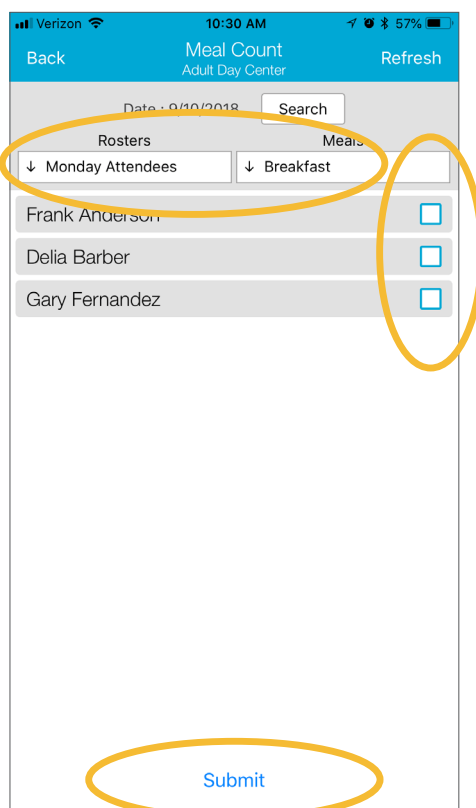 Verizon 10:30 AM 57%
Back Meal Count Refresh
Adult Day Center
Date : 9/10/2018 Search
Rosters Meals
↓ Monday Attendees ↓ Breakfast
Frank Anderson
Delia Barber
Gary Fernandez
Submit